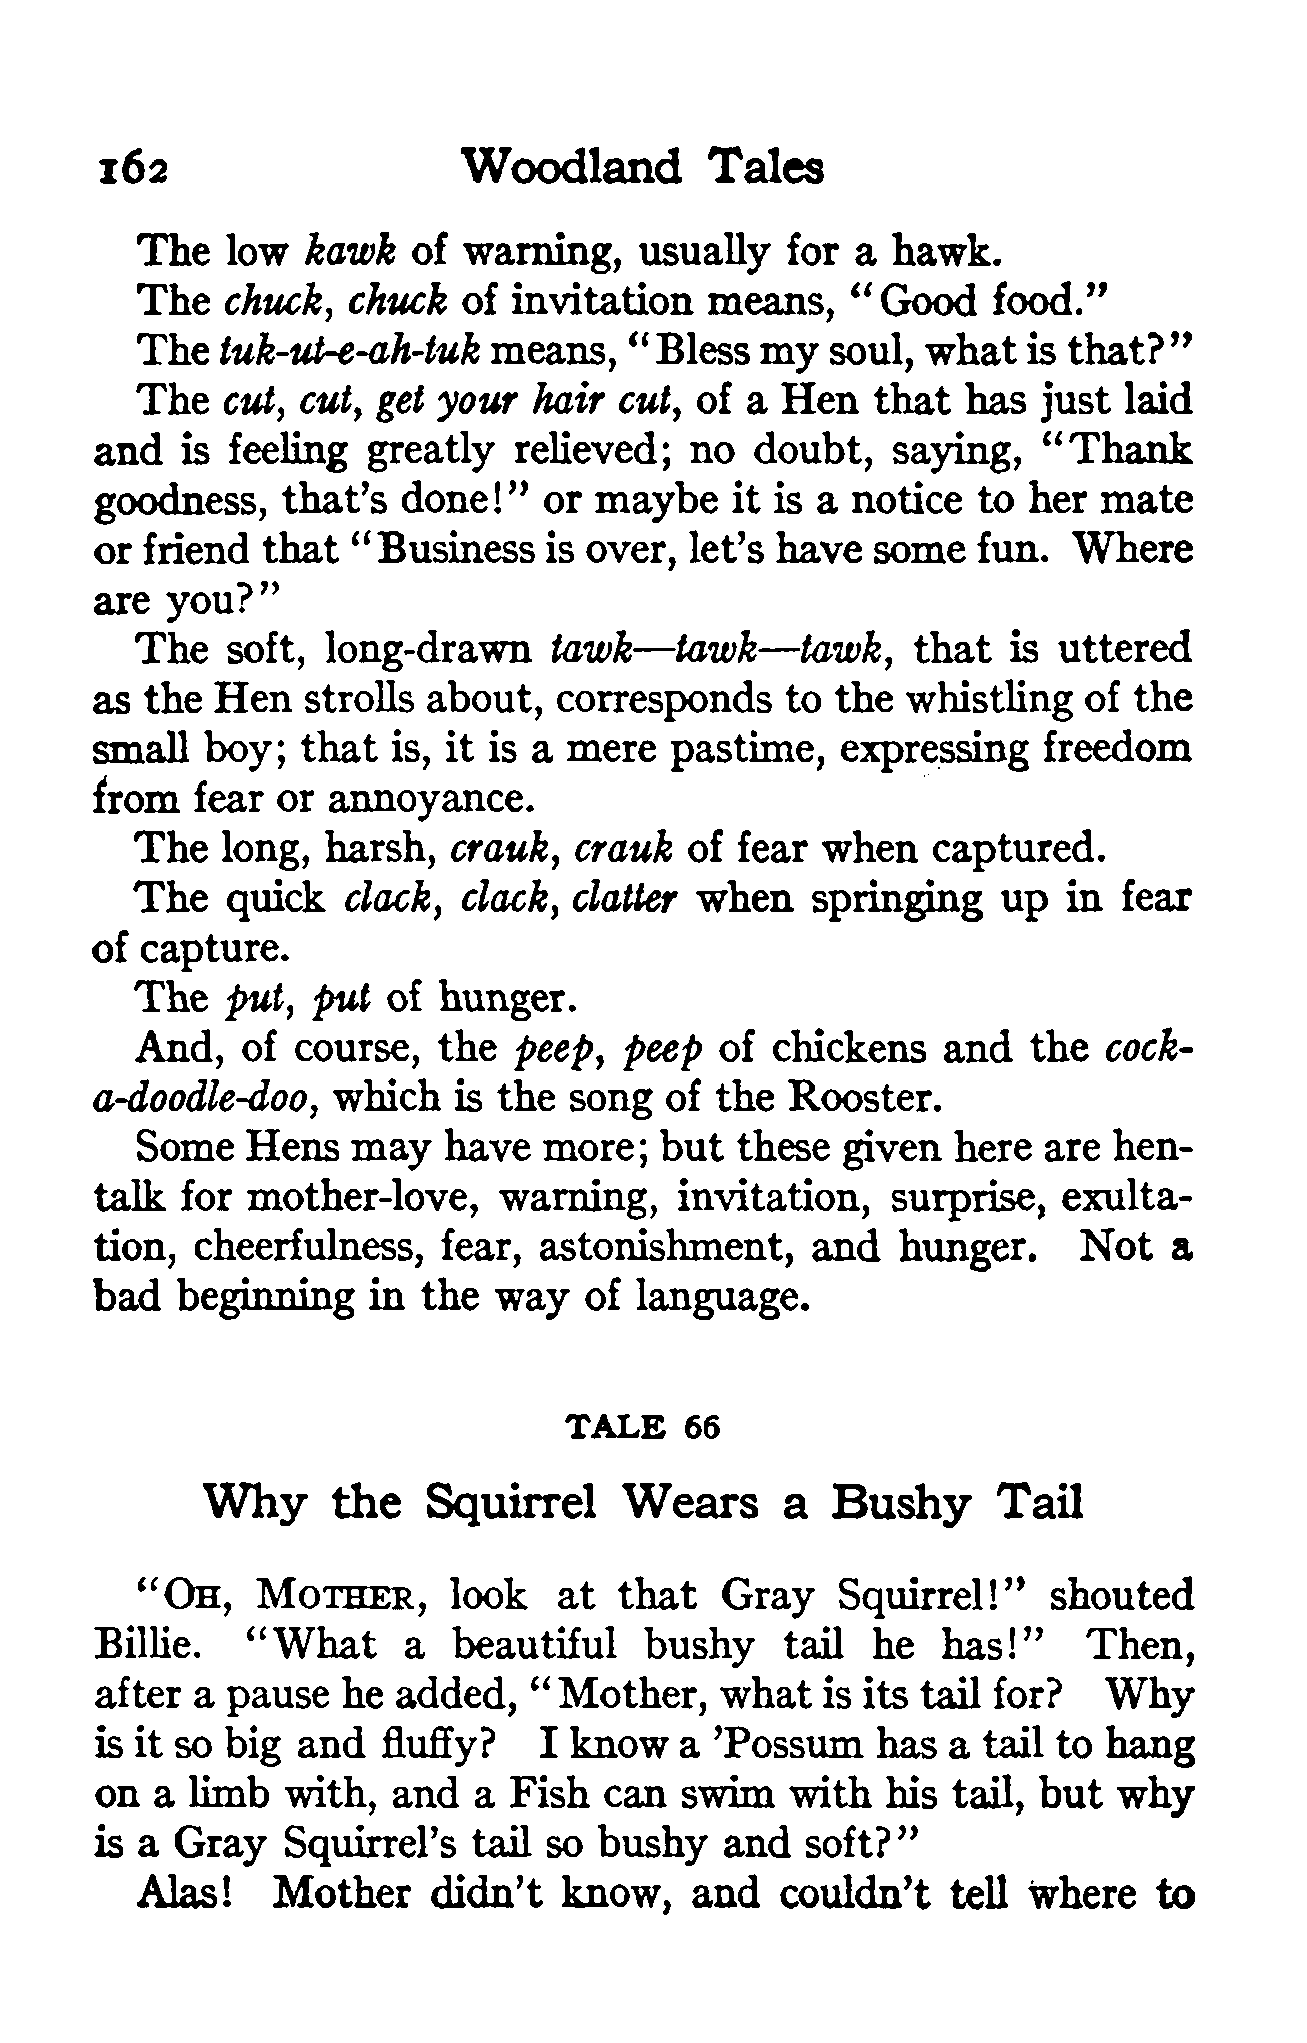 162 Woodland Tales
The low kawk of warning, usually for a hawk.
The chuck, chuck of invitation means, "Good food."
The tuk-ut-e-ah-tuk means, "Bless my soul, what is that?"
The cut, cut, get your hair cut, of a Hen that has just laid
and is feeling greatly relieved; no doubt, saying, "Thank
goodness, that's done!" or maybe it is a notice to her mate
or friend that "Business is over, let's have some fun. Where
are you?"
The soft, long-drawn tawk—tawk—tawk, that is uttered
as the Hen strolls about, corresponds to the whistling of the
small boy; that is, it is a mere pastime, expressing freedom
from fear or annoyance.
The long, harsh, crauk, crauk of fear when captured.
The quick clack, clack, clatter when springing up in fear
of capture.
The put, put of hunger.
And, of course, the peep, peep of chickens and the cock-
a-doodle-doo, which is the song of the Rooster.
Some Hens may have more; but these given here are hen-
talk for mother-love, warning, invitation, surprise, exulta-
tion, cheerfulness, fear, astonishment, and hunger. Not a
bad beginning in the way of language.
TALE 66
Why the Squirrel Wears a Bushy Tail
"OH, MOTHER, look at that Gray Squirrel!" shouted
Billie. "What a beautiful bushy tail he has!" Then,
after a pause he added, "Mother, what is its tail for? Why
is it so big and fluffy? I know a 'Possum has a tail to hang
on a limb with, and a Fish can swim with his tail, but why
is a Gray Squirrel's tail so bushy and soft?"
Alas! Mother didn't know, and couldn't tell where to